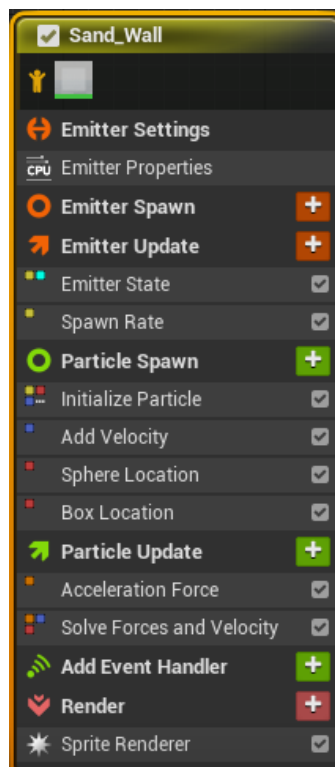 Sand_Wall
Emitter Settings
CPU Emitter Properties
Emitter Spawn
Emitter Update
Emitter State
Spawn Rate
Particle Spawn
Initialize Particle
Add Velocity
Sphere Location
Box Location
Particle Update
Acceleration Force
Solve Forces and Velocity
Add Event Handler
Render
Sprite Renderer